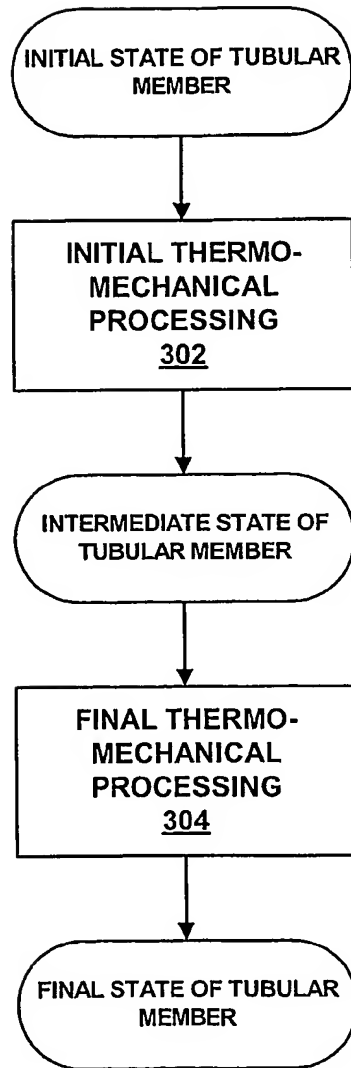 INITIAL STATE OF TUBULAR
MEMBER
INITIAL THERMO-
MECHANICAL
PROCESSING
302
INTERMEDIATE STATE OF
TUBULAR MEMBER
FINAL THERMO-
MECHANICAL
PROCESSING
304
FINAL STATE OF TUBULAR
MEMBER